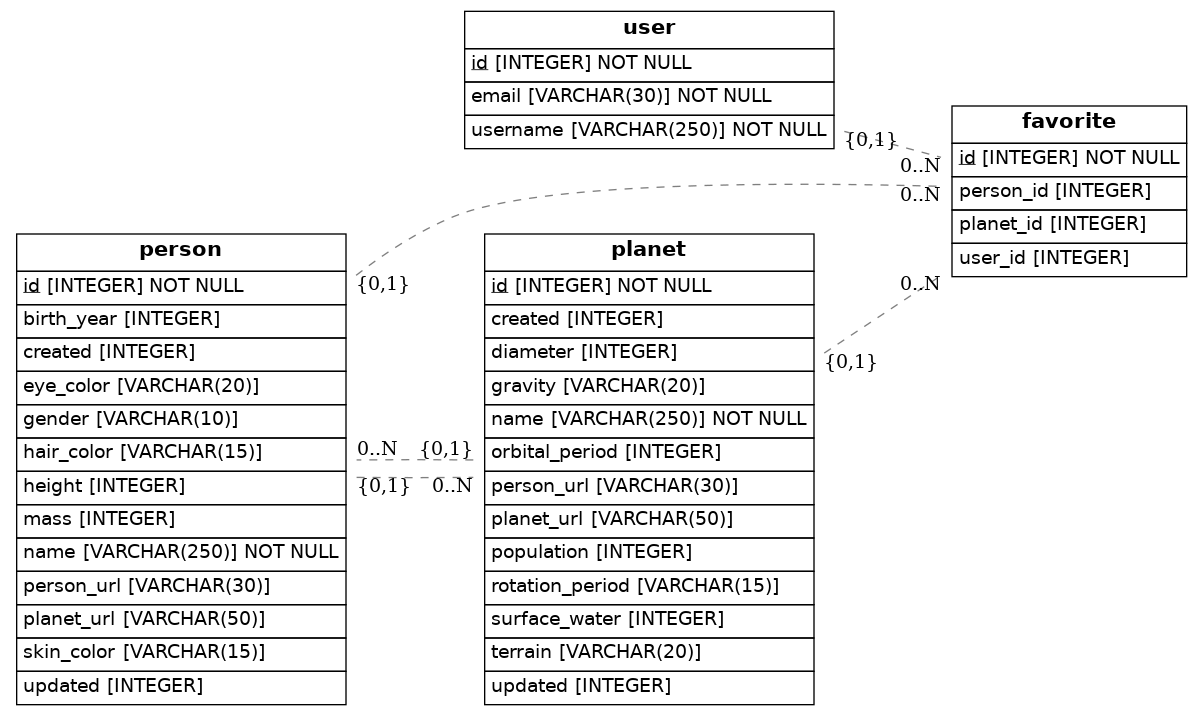 user
id [INTEGER] NOT NULL
email [VARCHAR(30)] NOT NULL
username [VARCHAR(250)] NOT NULL
{0,1}
0..N
favorite
id [INTEGER] NOT NULL
person_id [INTEGER]
planet_id [INTEGER]
user_id [INTEGER]
0..N
{0,1}
0..N
{0,1}
person
id [INTEGER] NOT NULL
birth_year [INTEGER]
created [INTEGER]
eye_color [VARCHAR(20)]
gender [VARCHAR(10)]
hair_color [VARCHAR(15)]
height [INTEGER]
mass [INTEGER]
name [VARCHAR(250)] NOT NULL
person_url [VARCHAR(30)]
planet_url [VARCHAR(50)]
skin_color [VARCHAR(15)]
updated [INTEGER]
0..N {0,1}
{0,1} 0..N
planet
id [INTEGER] NOT NULL
created [INTEGER]
diameter [INTEGER]
gravity [VARCHAR(20)]
name [VARCHAR(250)] NOT NULL
orbital_period [INTEGER]
person_url [VARCHAR(30)]
planet_url [VARCHAR(50)]
population [INTEGER]
rotation_period [VARCHAR(15)]
surface_water [INTEGER]
terrain [VARCHAR(20)]
updated [INTEGER]